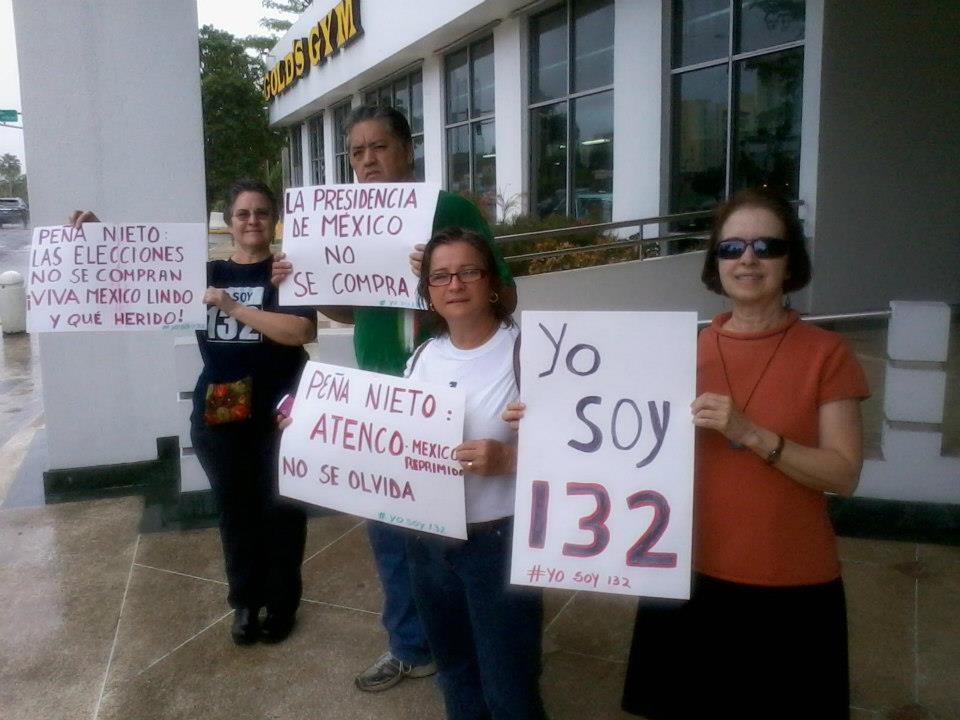 GOLD'S GYM
PEÑA NIETO:
LAS ELECCIONES
NO SE COMPRAN
¡VIVA MEXICO LINDO
Y QUÉ HERIDO!
SOY
132
LA PRESIDENCIA
DE MÉXICO
NO
SE COMPRA
# yo
PEÑA NIETO:
ATENCO-MEXICO
REPRIMIDO
NO SE OLVIDA
# yo soy 132
Yo
SOY
132
#YO SOY 132